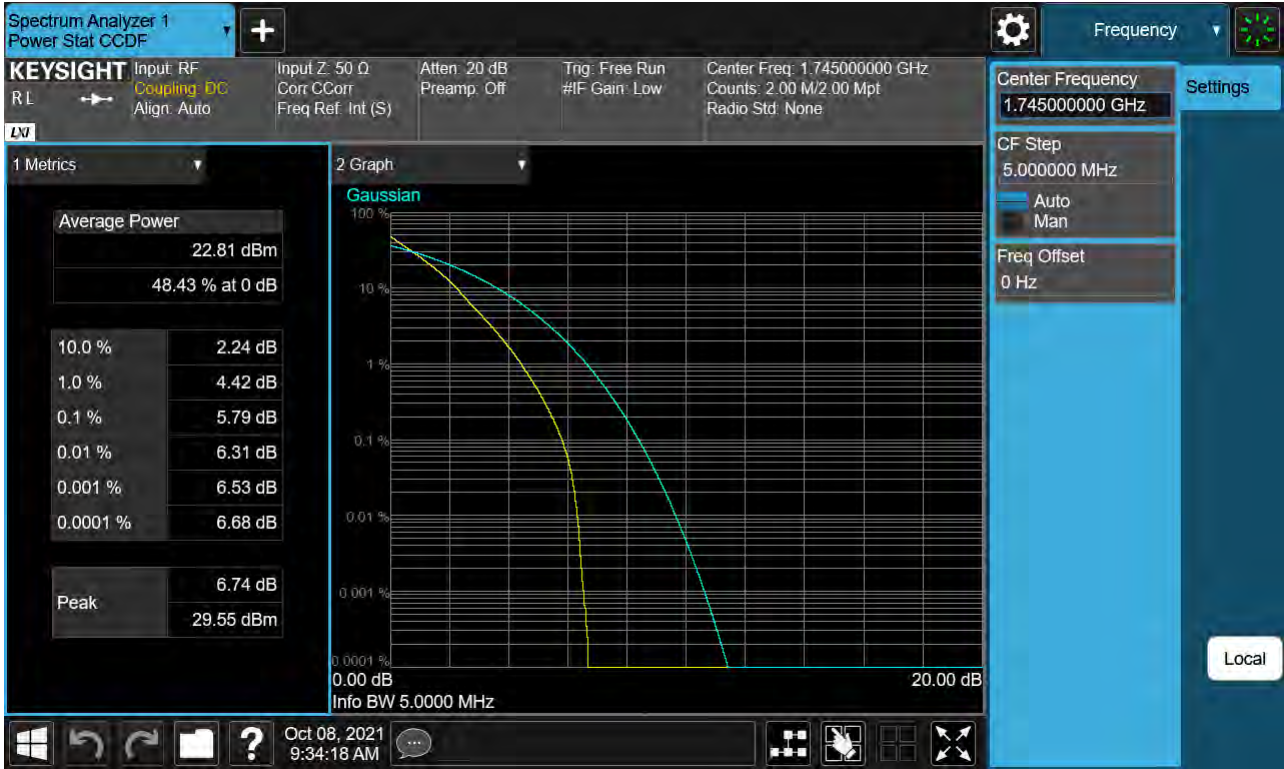 Spectrum Analyzer 1
Power Stat CCDF
Frequency
KEYSIGHT
RL
LXI
Input: RF
Coupling: DC
Align: Auto
Input Z: 50 Ω
Corr CCorr
Freq Ref: Int (S)
Atten: 20 dB
Preamp: Off
Trig: Free Run
#IF Gain: Low
Center Freq: 1.745000000 GHz
Counts: 2.00 M/2.00 Mpt
Radio Std: None
Center Frequency
1.745000000 GHz
Settings
CF Step
5.000000 MHz
Auto
Man
Freq Offset
0 Hz
1 Metrics
Average Power
22.81 dBm
48.43 % at 0 dB
10.0 % 2.24 dB
1.0 % 4.42 dB
0.1 % 5.79 dB
0.01 % 6.31 dB
0.001 % 6.53 dB
0.0001 % 6.68 dB
Peak
6.74 dB
29.55 dBm
2 Graph
Gaussian
100 %
10 %
1 %
0.1 %
0.01 %
0.001 %
0.0001 %
0.00 dB 20.00 dB
Info BW 5.0000 MHz
Local
?
Oct 08, 2021
9:34:18 AM